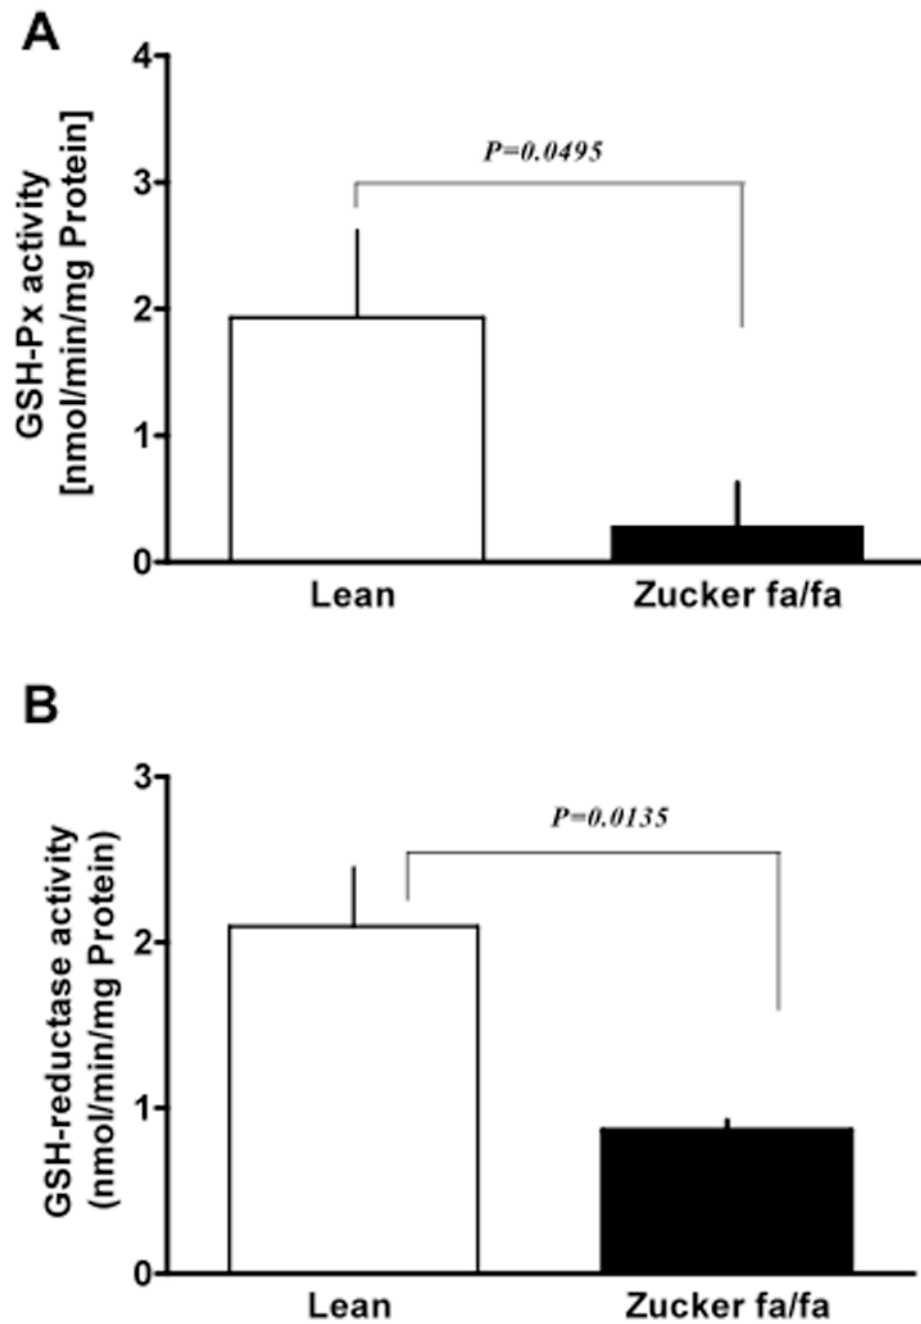 A
GSH-Px activity
[nmol/min/mg Protein]
4
3
2
1
0
P=0.0495
Lean
Zucker fa/fa
B
GSH-reductase activity
(nmol/min/mg Protein)
3
2
1
0
P=0.0135
Lean
Zucker fa/fa